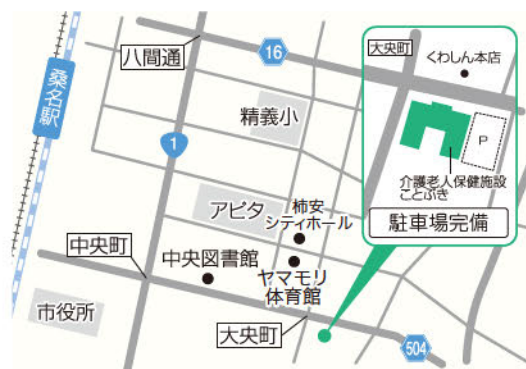 八間通
16
大央町
くわしん本店
桑名駅
精義小
P
1
介護老人保健施設
ことぶき
アピタ
柿安
シティホール
駐車場完備
中央町
中央図書館
ヤマモリ
体育館
市役所
大央町
504